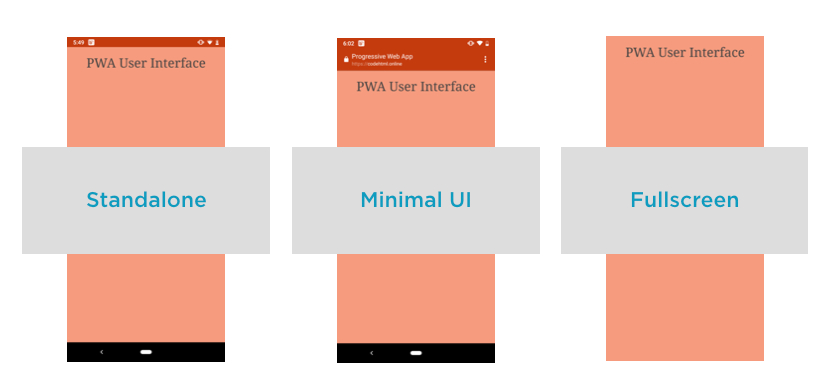 5:49
PWA User Interface
Standalone
6:02
Progressive Web App
https://codehtml.online
PWA User Interface
Minimal UI
PWA User Interface
Fullscreen